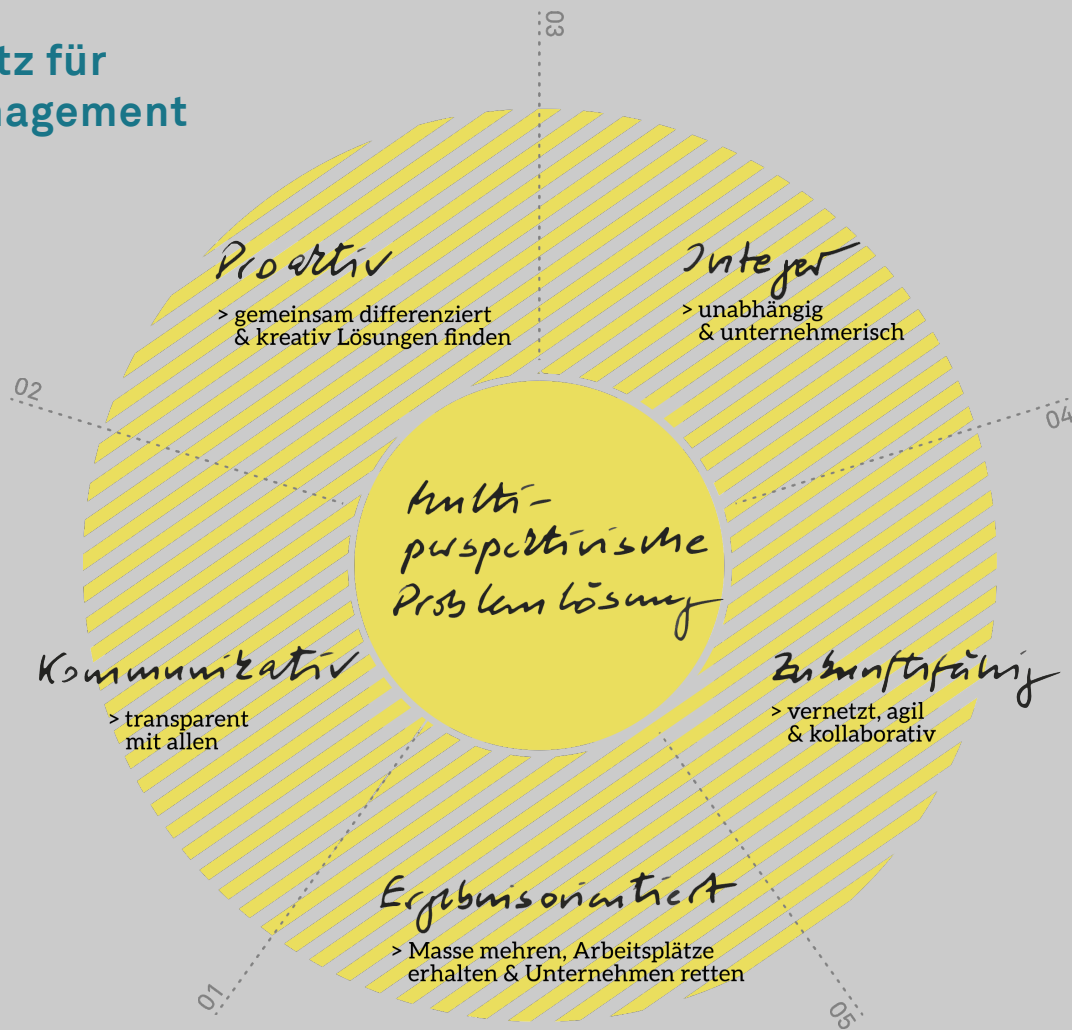 tz für
nagement
03
Proaktiv
> gemeinsam differenziert
& kreativ Lösungen finden
Integer
> unabhängig
& unternehmerisch
02
04
Multi-
perspektivische
Problemlösung
Kommunikativ
> transparent
mit allen
Zukunftsfähig
> vernetzt, agil
& kollaborativ
Ergebnisorientiert
> Masse mehren, Arbeitsplätze
erhalten & Unternehmen retten
01
05